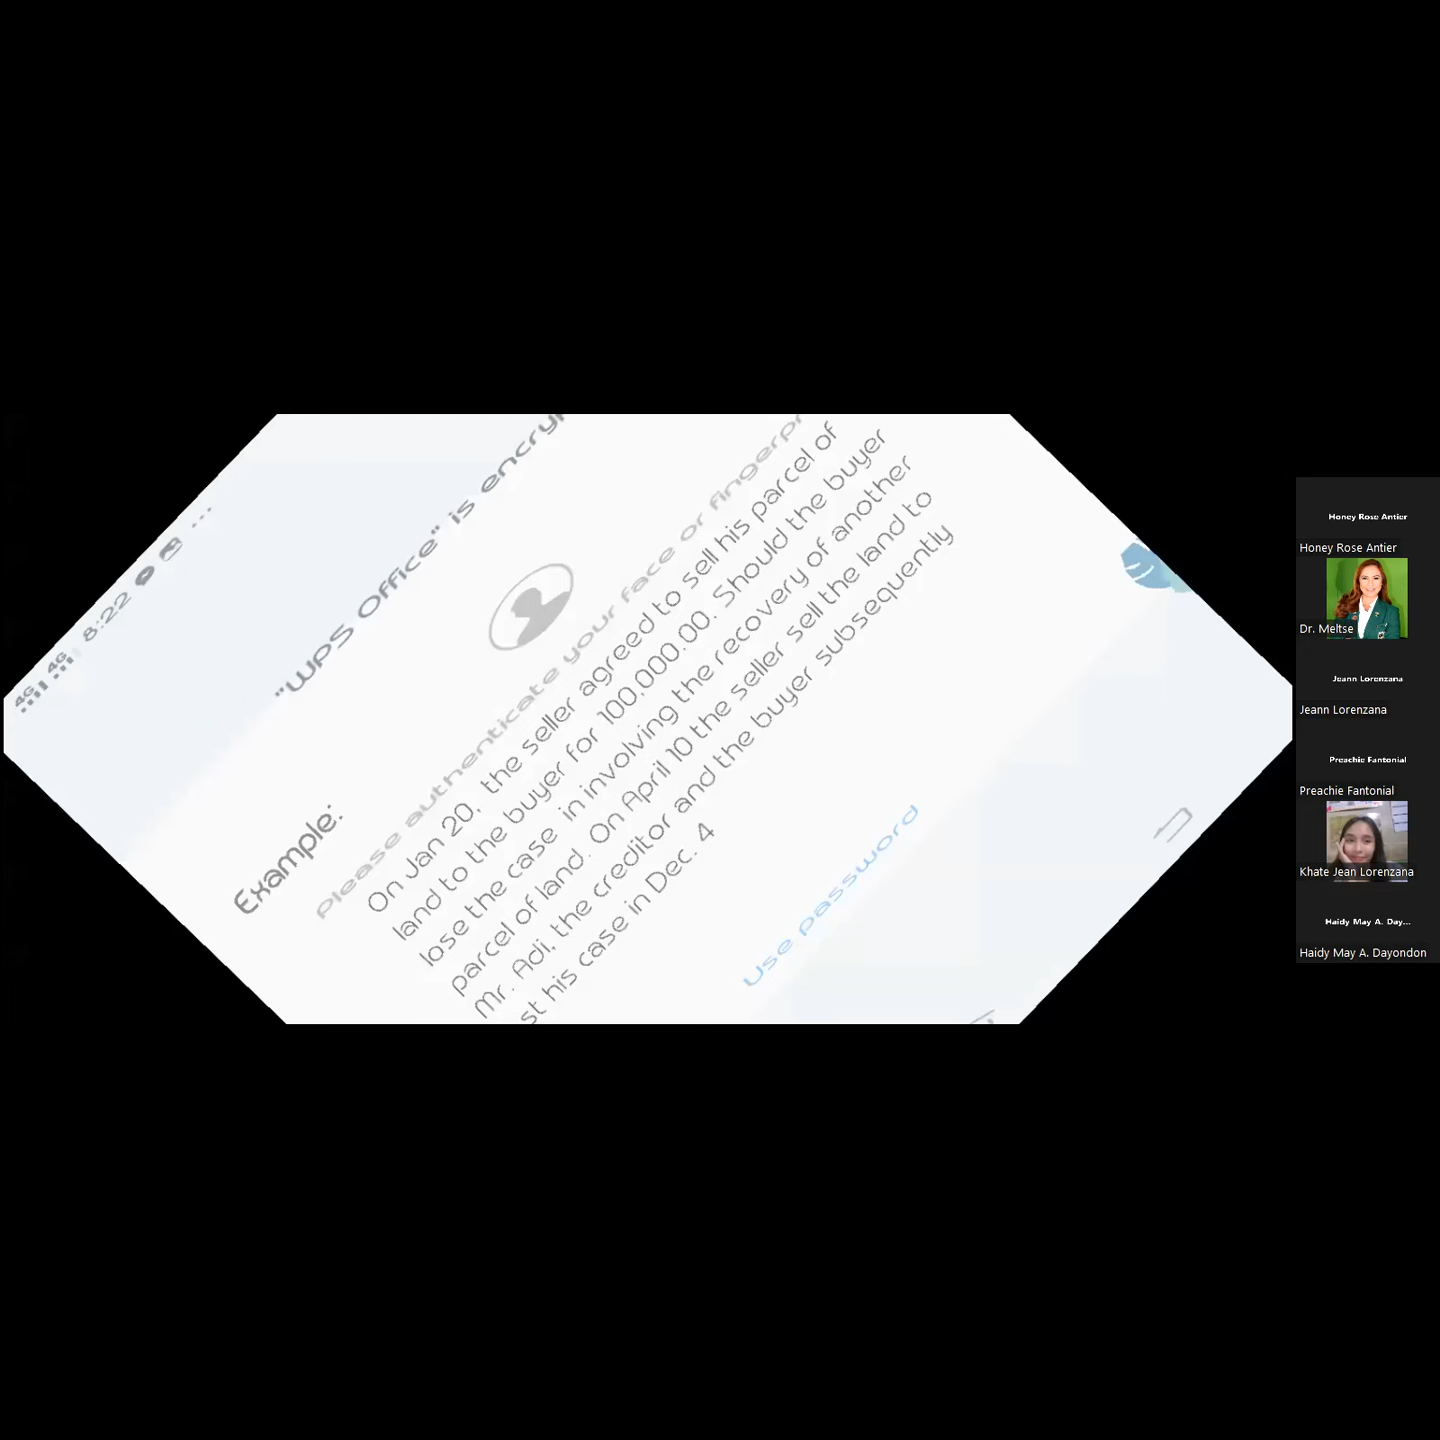 4G 4G 8:22 ...
"WPS Office" is
Please authenticate your face or
Example:
On Jan 20, the seller agreed to sell his parcel of
land to the buyer for 100,000.00. Should the buyer
lose the case in involving the recovery of another
parcel of land. On April 10 the seller sell the land to
Mr. Adi, the creditor and the buyer subsequently
st his case in Dec. 4
Use password
Honey Rose Antier
Honey Rose Antier
Dr. Meltse
Jeann Lorenzana
Jeann Lorenzana
Preachie Fantonial
Preachie Fantonial
Khate Jean Lorenzana
Haidy May A. Day...
Haidy May A. Dayondon